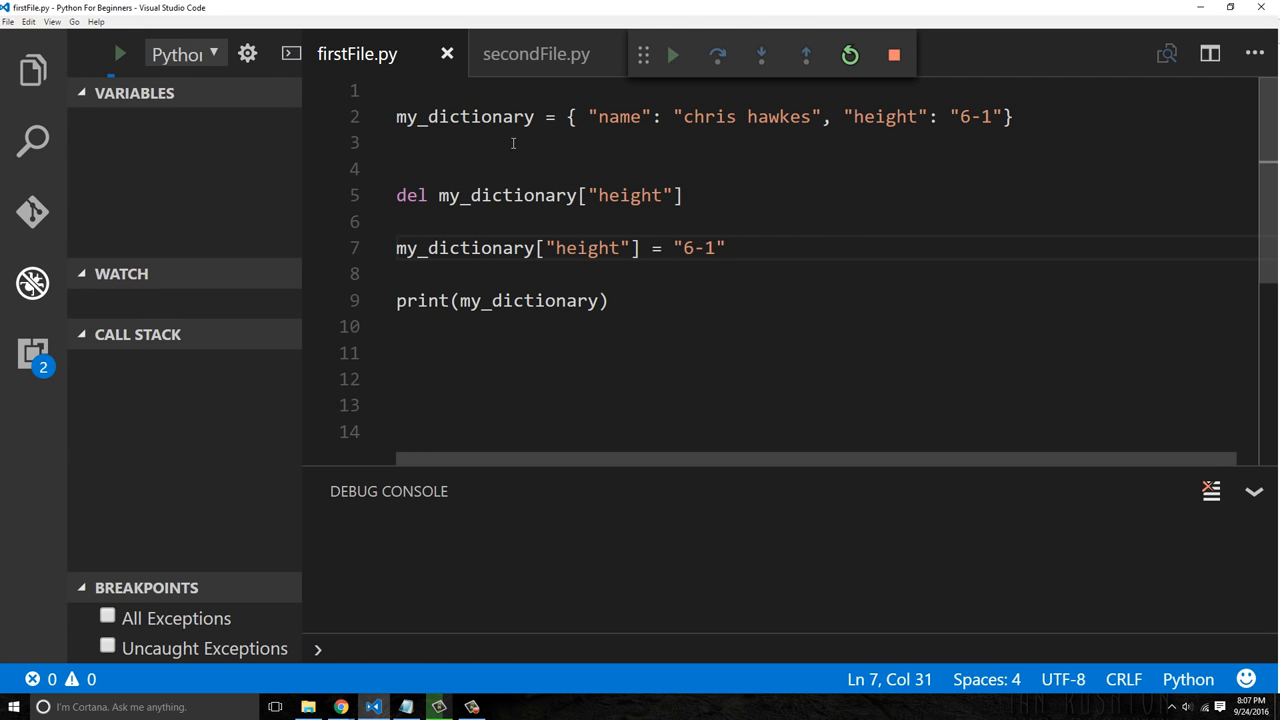 firstFile.py - Python For Beginners - Visual Studio Code
File Edit View Go Help
Python
firstFile.py
secondFile.py
VARIABLES
WATCH
CALL STACK
BREAKPOINTS
All Exceptions
Uncaught Exceptions
2
1
2 my_dictionary = { "name": "chris hawkes", "height": "6-1"}
3
4
5 del my_dictionary["height"]
6
7 my_dictionary["height"] = "6-1"
8
9 print(my_dictionary)
10
11
12
13
14
DEBUG CONSOLE
0 0
Ln 7, Col 31 Spaces: 4 UTF-8 CRLF Python
I'm Cortana. Ask me anything.
8:07 PM
9/24/2016